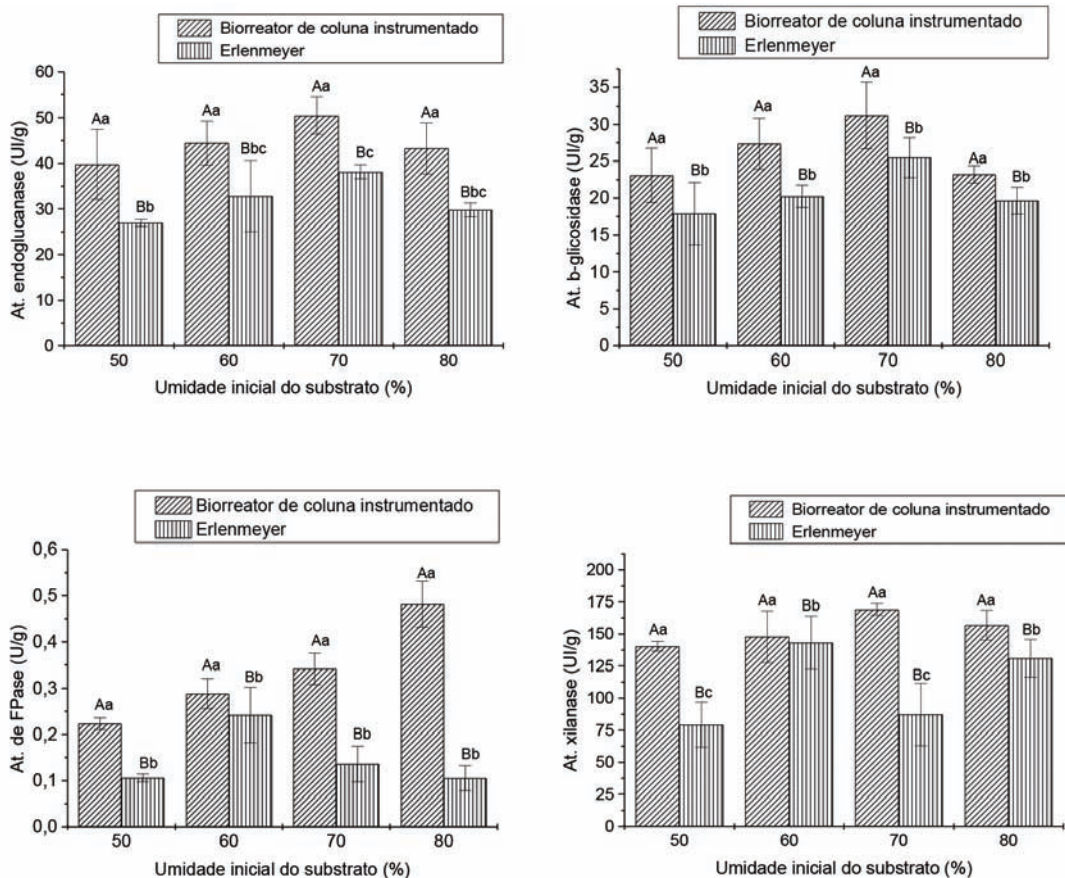 Biorreator de coluna instrumentado
Erlenmeyer
At. endoglucanase (UI/g)
60
50
40
30
20
10
0
Aa
Bb
Aa
Bbc
Aa
Bc
Aa
Bbc
50 60 70 80
Umidade inicial do substrato (%)
Biorreator de coluna instrumentado
Erlenmeyer
At. b-glicosidase (UI/g)
35
30
25
20
15
10
5
0
Aa
Bb
Aa
Bb
Aa
Bb
Aa
Bb
50 60 70 80
Umidade inicial do substrato (%)
Biorreator de coluna instrumentado
Erlenmeyer
At. de FPase (U/g)
0,6
0,5
0,4
0,3
0,2
0,1
0,0
Aa
Bb
Aa
Bb
Aa
Bb
Aa
Bb
50 60 70 80
Umidade inicial do substrato (%)
Biorreator de coluna instrumentado
Erlenmeyer
At. xilanase (UI/g)
200
175
150
125
100
75
50
25
0
Aa
Bc
Aa
Bb
Aa
Bc
Aa
Bb
50 60 70 80
Umidade inicial do substrato (%)